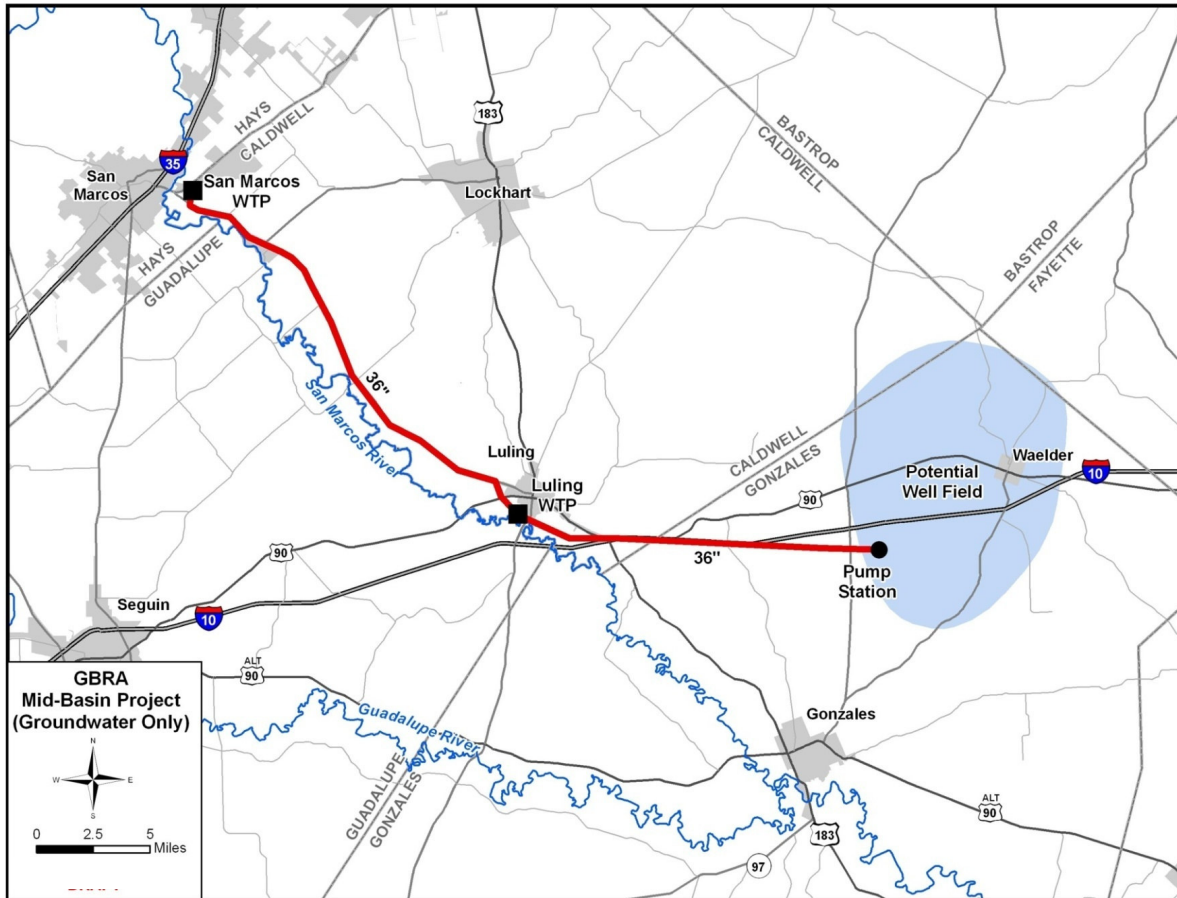 HAYS
CALDWELL
183
BASTROP
CALDWELL
35
San
Marcos
San Marcos
WTP
Lockhart
HAYS
GUADALUPE
BASTROP
FAYETTE
36"
San Marcos River
Luling
CALDWELL
GONZALES
Waelder
10
Potential
Well Field
Luling
WTP
90
90
36"
Pump
Station
Seguin
10
ALT
90
GBRA
Mid-Basin Project
(Groundwater Only)
N
W
E
S
0
2.5
5
Miles
Guadalupe River
GUADALUPE
GONZALES
Gonzales
ALT
90
183
97